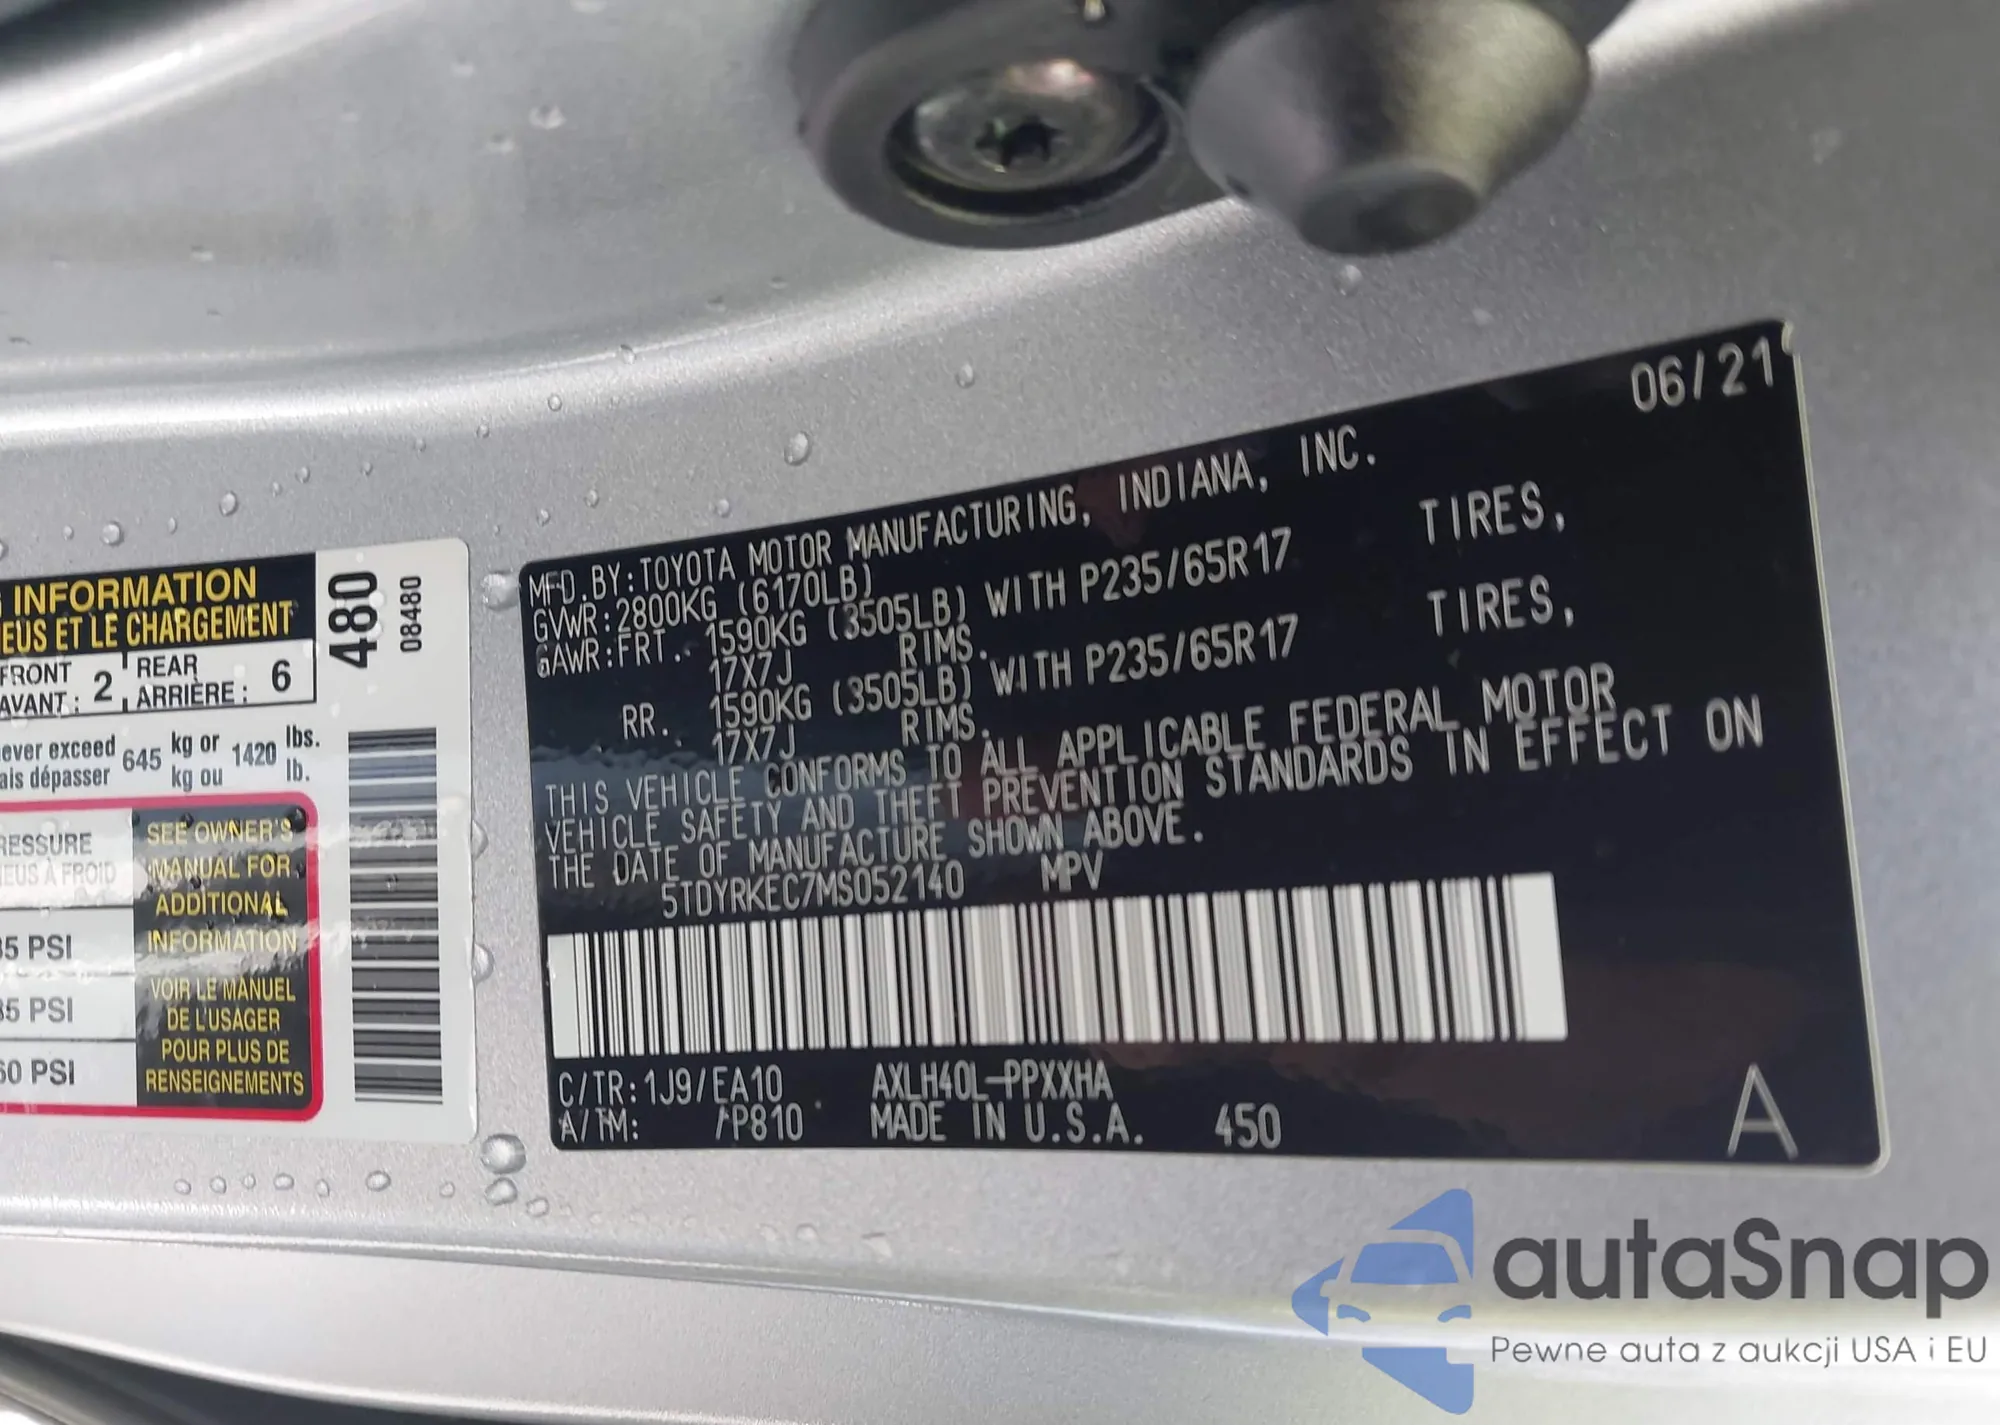 INFORMATION
EUS ET LE CHARGEMENT
FRONT
AVANT : 2
REAR
ARRIÈRE : 6
480
08480
ever exceed
ais dépasser
645
kg or
kg ou
1420
lbs.
lb.
RESSURE
EUS À FROID
35 PSI
35 PSI
60 PSI
SEE OWNER'S
MANUAL FOR
ADDITIONAL
INFORMATION
VOIR LE MANUEL
DE L'USAGER
POUR PLUS DE
RENSEIGNEMENTS
06/21
MFD.BY:TOYOTA MOTOR MANUFACTURING, INDIANA, INC.
GVWR:2800KG (6170LB)
GAWR:FRT. 1590KG (3505LB) WITH P235/65R17 TIRES,
17X7J RIMS.
RR. 1590KG (3505LB) WITH P235/65R17 TIRES,
17X7J RIMS.
THIS VEHICLE CONFORMS TO ALL APPLICABLE FEDERAL MOTOR
VEHICLE SAFETY AND THEFT PREVENTION STANDARDS IN EFFECT ON
THE DATE OF MANUFACTURE SHOWN ABOVE.
5TDYRKEC7MS052140 MPV
C/TR:1J9/EA10 AXLH40L-PPXXHA
A/TM: /P810 MADE IN U.S.A. 450
A
autaSnap
Pewne auta z aukcji USA i EU